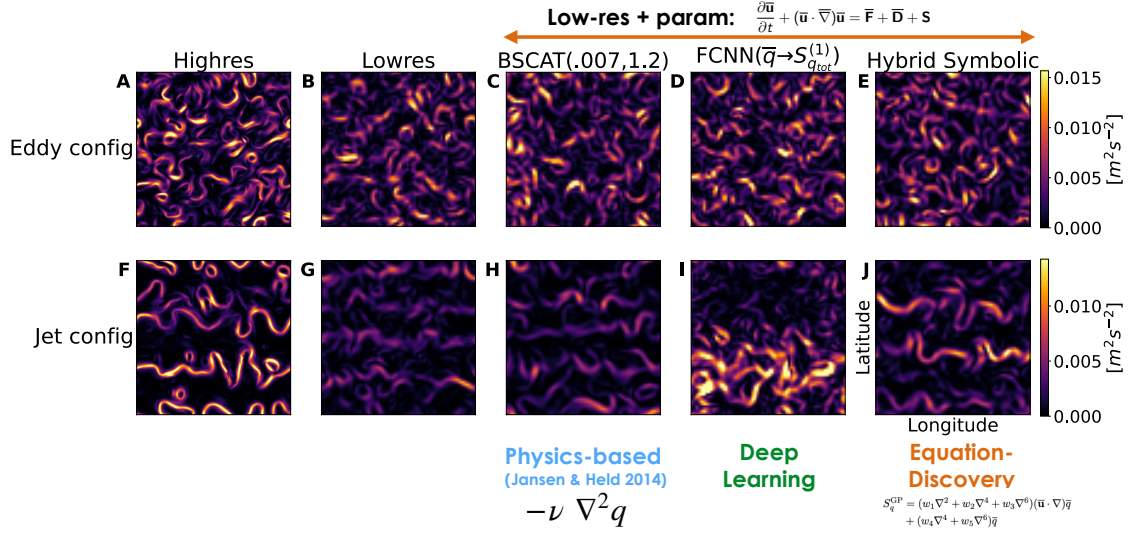 Low-res + param: ∂ū/∂t + (ū · ∇̄)ū = F̄ + D̄ + S
Highres
Lowres
BSCAT(.007,1.2)
FCNN(q̄→S_{q_tot}^{(1)})
Hybrid Symbolic
A
B
C
D
E
Eddy config
0.015
0.010
0.005
0.000
[m²s⁻²]
F
G
H
I
J
Jet config
Latitude
Longitude
0.010
0.005
0.000
[m²s⁻²]
Physics-based
(Jansen & Held 2014)
−ν ∇²q
Deep
Learning
Equation-
Discovery
S_q^{GP} = (w₁∇² + w₂∇⁴ + w₃∇⁶)(ū · ∇)q̄
+ (w₄∇⁴ + w₅∇⁶)q̄